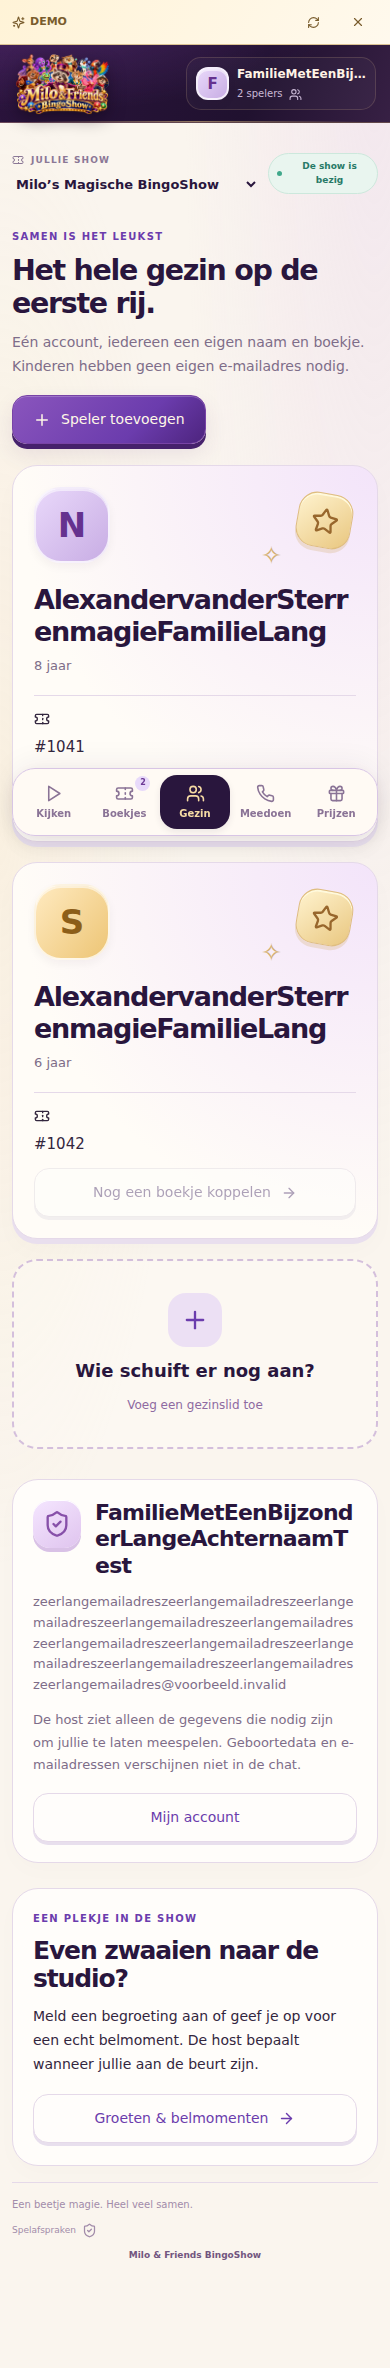 DEMO
Milo & Friends
BingoShow
F
FamilieMetEenBij...
2 spelers
JULLIE SHOW
Milo’s Magische BingoShow
De show is
bezig
SAMEN IS HET LEUKST
Het hele gezin op de
eerste rij.
Eén account, iedereen een eigen naam en boekje.
Kinderen hebben geen eigen e-mailadres nodig.
Speler toevoegen
N
AlexandervanderSterr
enmagieFamilieLang
8 jaar
#1041
Kijken
2
Boekjes
Gezin
Meedoen
Prijzen
S
AlexandervanderSterr
enmagieFamilieLang
6 jaar
#1042
Nog een boekje koppelen
Wie schuift er nog aan?
Voeg een gezinslid toe
FamilieMetEenBijzond
erLangeAchternaamT
est
zeerlangemailadreszeerlangemailadreszeerlange
mailadreszeerlangemailadreszeerlangemailadres
zeerlangemailadreszeerlangemailadreszeerlange
mailadreszeerlangemailadreszeerlangemailadres
zeerlangemailadres@voorbeeld.invalid
De host ziet alleen de gegevens die nodig zijn
om jullie te laten meespelen. Geboortedata en e-
mailadressen verschijnen niet in de chat.
Mijn account
EEN PLEKJE IN DE SHOW
Even zwaaien naar de
studio?
Meld een begroeting aan of geef je op voor
een echt belmoment. De host bepaalt
wanneer jullie aan de beurt zijn.
Groeten & belmomenten
Een beetje magie. Heel veel samen.
Spelafspraken
Milo & Friends BingoShow